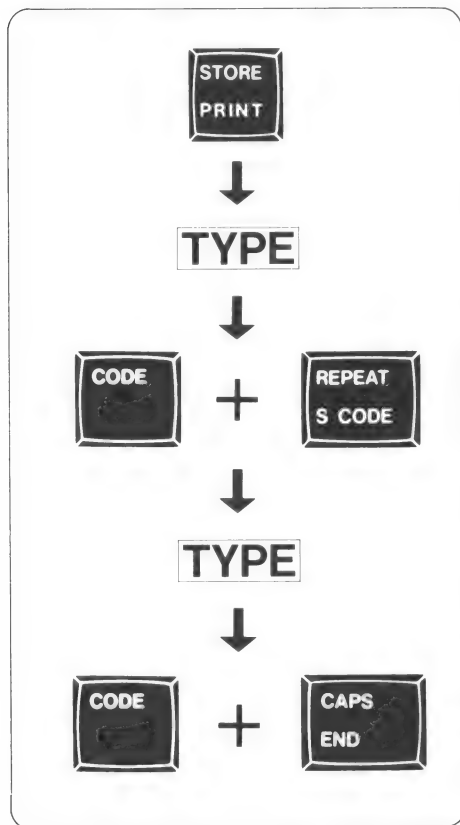 STORE
PRINT
TYPE
CODE + REPEAT
S CODE
TYPE
CODE + CAPS
END